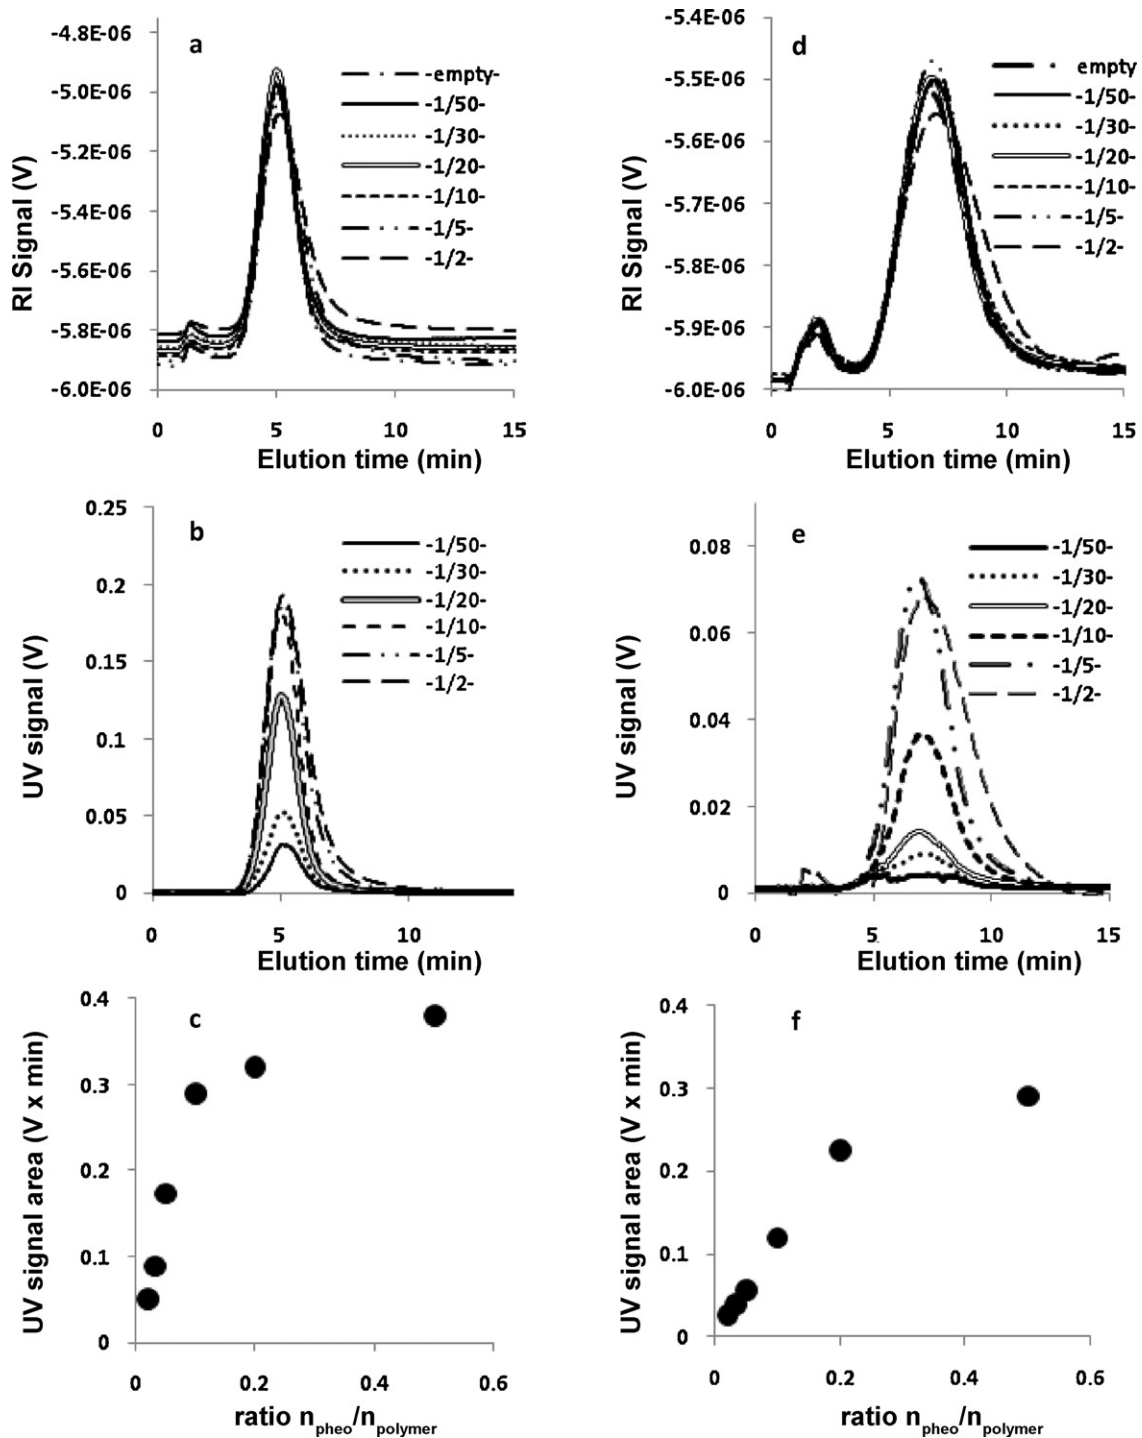 a
-4.8E-06
-5.0E-06
-5.2E-06
-5.4E-06
-5.6E-06
-5.8E-06
-6.0E-06
RI Signal (V)
-empty-
-1/50-
-1/30-
-1/20-
-1/10-
-1/5-
-1/2-
0 5 10 15
Elution time (min)
d
-5.4E-06
-5.5E-06
-5.6E-06
-5.7E-06
-5.8E-06
-5.9E-06
-6.0E-06
RI Signal (V)
empty
-1/50-
-1/30-
-1/20-
-1/10-
-1/5-
-1/2-
0 5 10 15
Elution time (min)
b
0.25
0.2
0.15
0.1
0.05
0
UV signal (V)
-1/50-
-1/30-
-1/20-
-1/10-
-1/5-
-1/2-
0 5 10
Elution time (min)
e
0.08
0.06
0.04
0.02
0
UV signal (V)
-1/50-
-1/30-
-1/20-
-1/10-
-1/5-
-1/2-
0 5 10 15
Elution time (min)
c
0.4
0.3
0.2
0.1
0
UV signal area (V x min)
0 0.2 0.4 0.6
ratio npheo/npolymer
f
0.4
0.3
0.2
0.1
0
UV signal area (V x min)
0 0.2 0.4 0.6
ratio npheo/npolymer